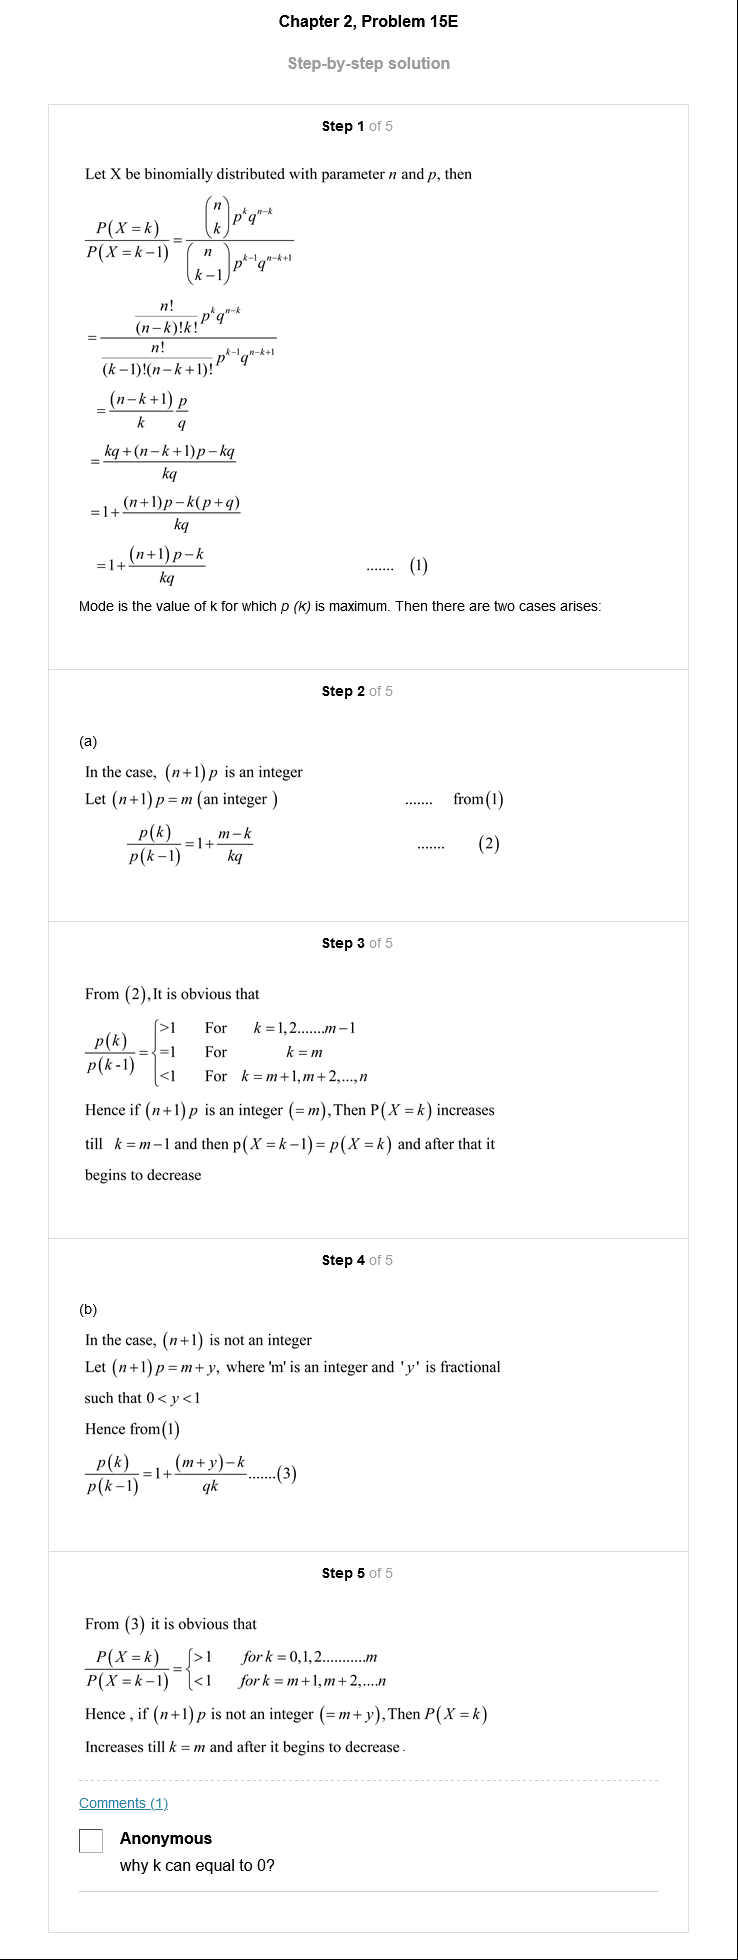 Chapter 2, Problem 15E
Step-by-step solution
Step 1 of 5
Let X be binomially distributed with parameter n and p, then
\frac{P(X=k)}{P(X=k-1)} = \frac{\binom{n}{k} p^k q^{n-k}}{\binom{n}{k-1} p^{k-1} q^{n-k+1}}
= \frac{\frac{n!}{(n-k)!k!} p^k q^{n-k}}{\frac{n!}{(k-1)!(n-k+1)!} p^{k-1} q^{n-k+1}}
= \frac{(n-k+1)}{k} \frac{p}{q}
= \frac{kq+(n-k+1)p-kq}{kq}
= 1+\frac{(n+1)p-k(p+q)}{kq}
= 1+\frac{(n+1)p-k}{kq} ....... (1)
Mode is the value of k for which p (k) is maximum. Then there are two cases arises:
Step 2 of 5
(a)
In the case, (n+1)p is an integer
Let (n+1)p = m (an integer ) ....... from(1)
\frac{p(k)}{p(k-1)} = 1+\frac{m-k}{kq} ....... (2)
Step 3 of 5
From (2),It is obvious that
\frac{p(k)}{p(k-1)} = \begin{cases} >1 & For k=1,2.......m-1 \\ =1 & For k=m \\ <1 & For k=m+1,m+2,...,n \end{cases}
Hence if (n+1)p is an integer (=m),Then P(X=k) increases
till k=m-1 and then p(X=k-1)=p(X=k) and after that it
begins to decrease
Step 4 of 5
(b)
In the case, (n+1) is not an integer
Let (n+1)p=m+y, where 'm' is an integer and 'y' is fractional
such that 0<y<1
Hence from(1)
\frac{p(k)}{p(k-1)} = 1+\frac{(m+y)-k}{qk}.......(3)
Step 5 of 5
From (3) it is obvious that
\frac{P(X=k)}{P(X=k-1)} = \begin{cases} >1 & for k=0,1,2...........m \\ <1 & for k=m+1,m+2,....n \end{cases}
Hence , if (n+1)p is not an integer (=m+y),Then P(X=k)
Increases till k=m and after it begins to decrease.
Comments (1)
Anonymous
why k can equal to 0?